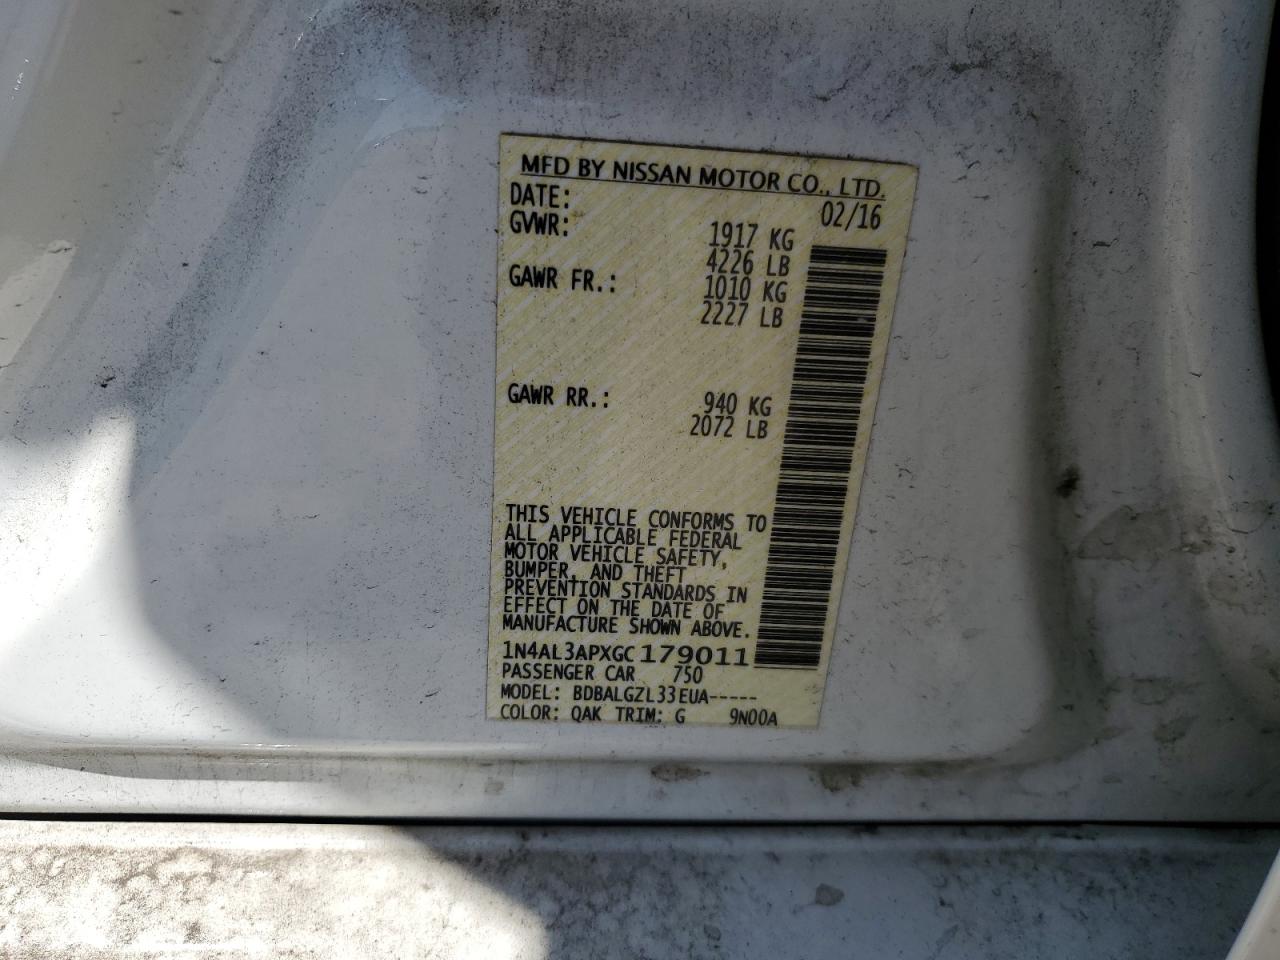 MFD BY NISSAN MOTOR CO., LTD.
DATE: 02/16
GVWR: 1917 KG
4226 LB
GAWR FR.: 1010 KG
2227 LB
GAWR RR.: 940 KG
2072 LB
THIS VEHICLE CONFORMS TO
ALL APPLICABLE FEDERAL
MOTOR VEHICLE SAFETY,
BUMPER, AND THEFT
PREVENTION STANDARDS IN
EFFECT ON THE DATE OF
MANUFACTURE SHOWN ABOVE.
1N4AL3APXGC179011
PASSENGER CAR 750
MODEL: BDBALGZL33EUA-----
COLOR: QAK TRIM: G 9N00A